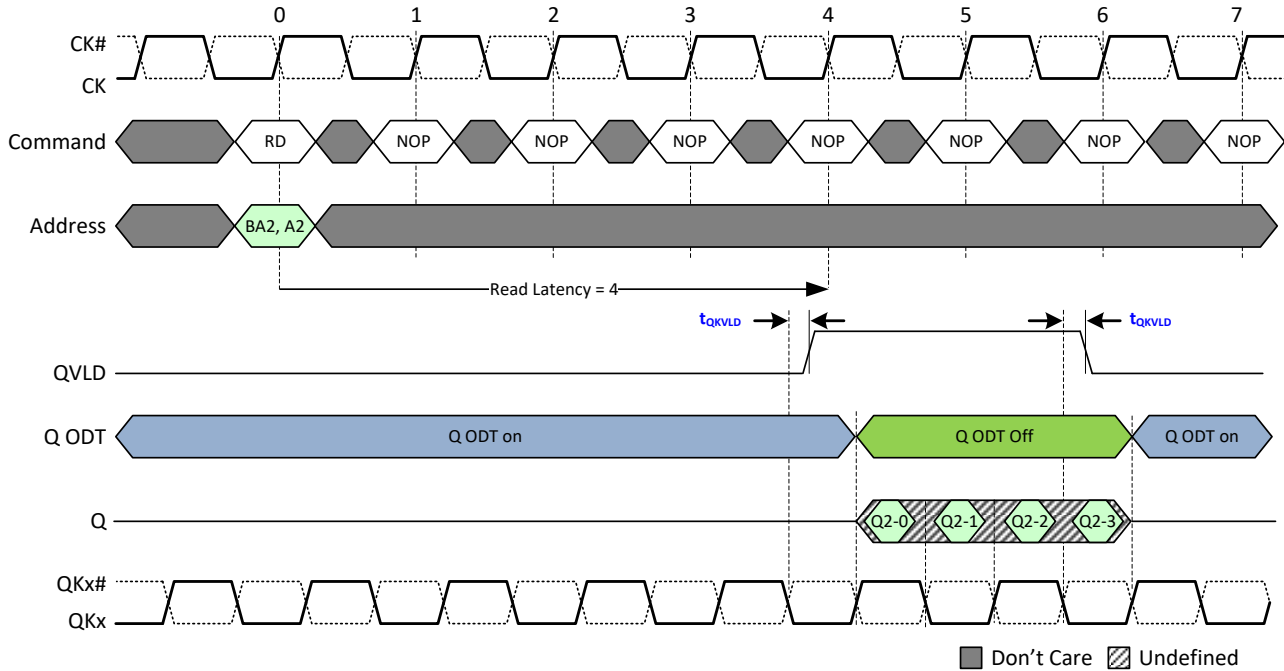 0 1 2 3 4 5 6 7
CK#
CK
Command RD NOP NOP NOP NOP NOP NOP NOP
Address BA2, A2
Read Latency = 4
tQKVLD tQKVLD
QVLD
Q ODT Q ODT on Q ODT Off Q ODT on
Q Q2-0 Q2-1 Q2-2 Q2-3
QKx#
QKx
Don't Care Undefined